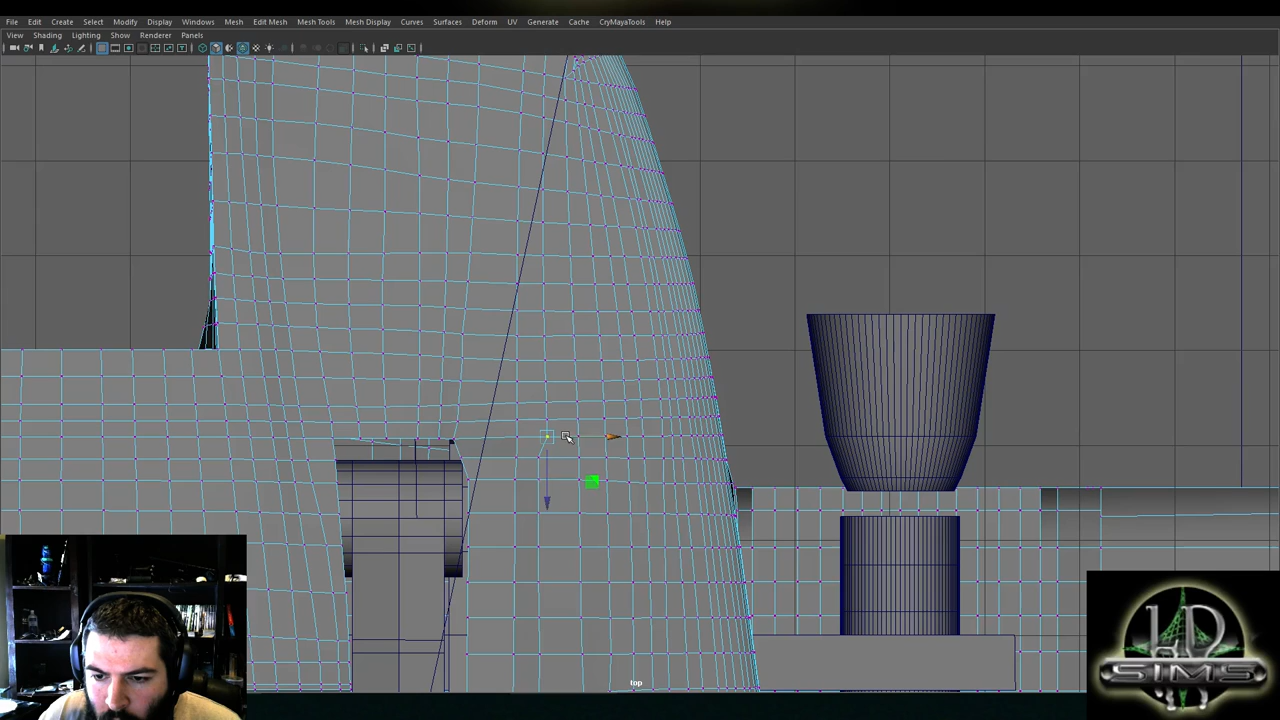 File Edit Create Select Modify Display Windows Mesh Edit Mesh Mesh Tools Mesh Display Curves Surfaces Deform UV Generate Cache CryMayaTools Help
View Shading Lighting Show Renderer Panels
top
HD
SIMS